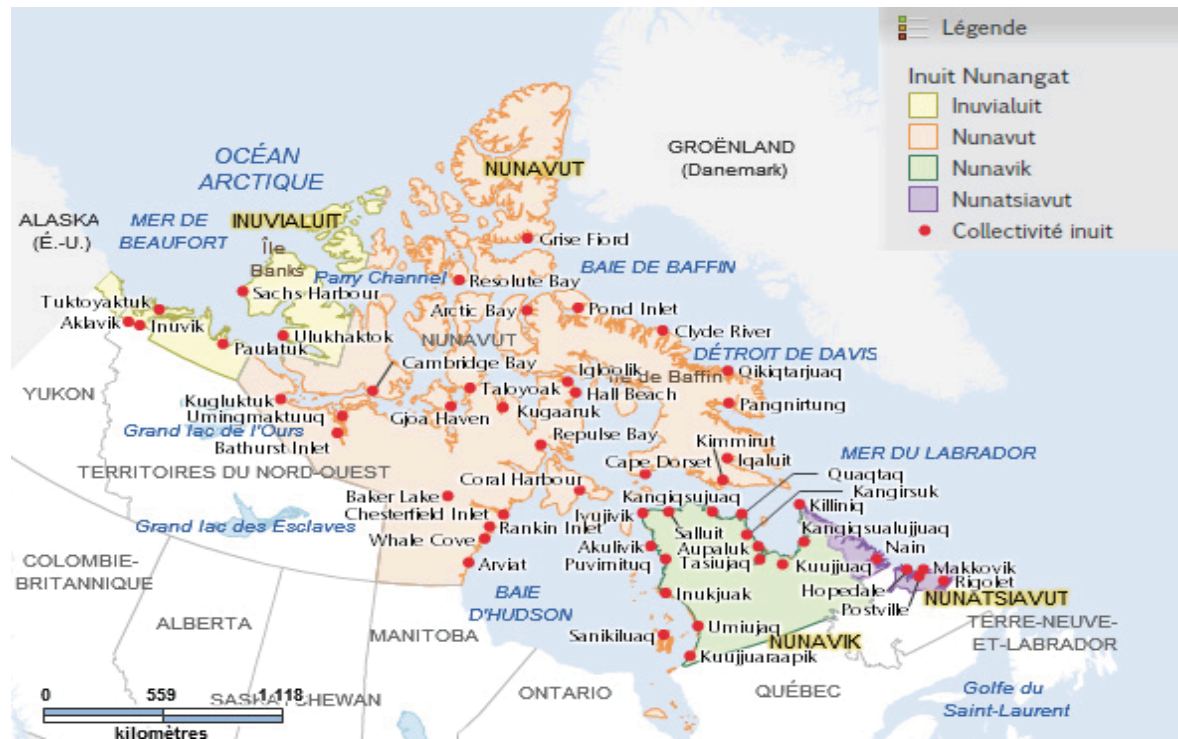 Légende
Inuit Nunangat
Inuvialuit
Nunavut
Nunavik
Nunatsiavut
Collectivité inuit
OCÉAN
ARCTIQUE
NUNAVUT
GROËNLAND
(Danemark)
ALASKA
(É.-U.)
MER DE
BEAUFORT
INUVIALUIT
Île
Banks
Grise Fiord
BAIE DE BAFFIN
Parry Channel
Resolute Bay
Sachs Harbour
Tuktoyaktuk
Arctic Bay
Pond Inlet
Aklavik
Inuvik
Clyde River
Ulukhaktok
Paulatuk
NUNAVUT
DÉTROIT DE DAVIS
Cambridge Bay
Igloolik
Île de Baffin
Qikiqtarjuaq
YUKON
Taloyoak
Hall Beach
Kugluktuk
Pangnirtung
Umingmaktuuq
Gjoa Haven
Kugaaruk
Grand lac de l'Ours
Bathurst Inlet
Repulse Bay
Kimmirut
MER DU LABRADOR
TERRITOIRES DU NORD-OUEST
Cape Dorset
Iqaluit
Quaqtaq
Coral Harbour
Kangirsuk
Baker Lake
Kangiqsujuaq
Killiniq
Chesterfield Inlet
Ivujivik
Grand lac des Esclaves
Rankin Inlet
Salluit
Kangiqsualujjuaq
Whale Cove
Akulivik
Aupaluk
Nain
COLOMBIE-
BRITANNIQUE
Arviat
Puvirnituq
Tasiujaq
Kuujjuaq
Makkovik
Rigolet
Hopedale
BAIE
D'HUDSON
Inukjuak
Postville
NUNATSIAVUT
ALBERTA
MANITOBA
Sanikiluaq
Umiujaq
NUNAVIK
TERRE-NEUVE-
ET-LABRADOR
Kuujjuaraapik
SASKATCHEWAN
ONTARIO
QUÉBEC
Golfe du
Saint-Laurent
0 559 1,118
kilomètres